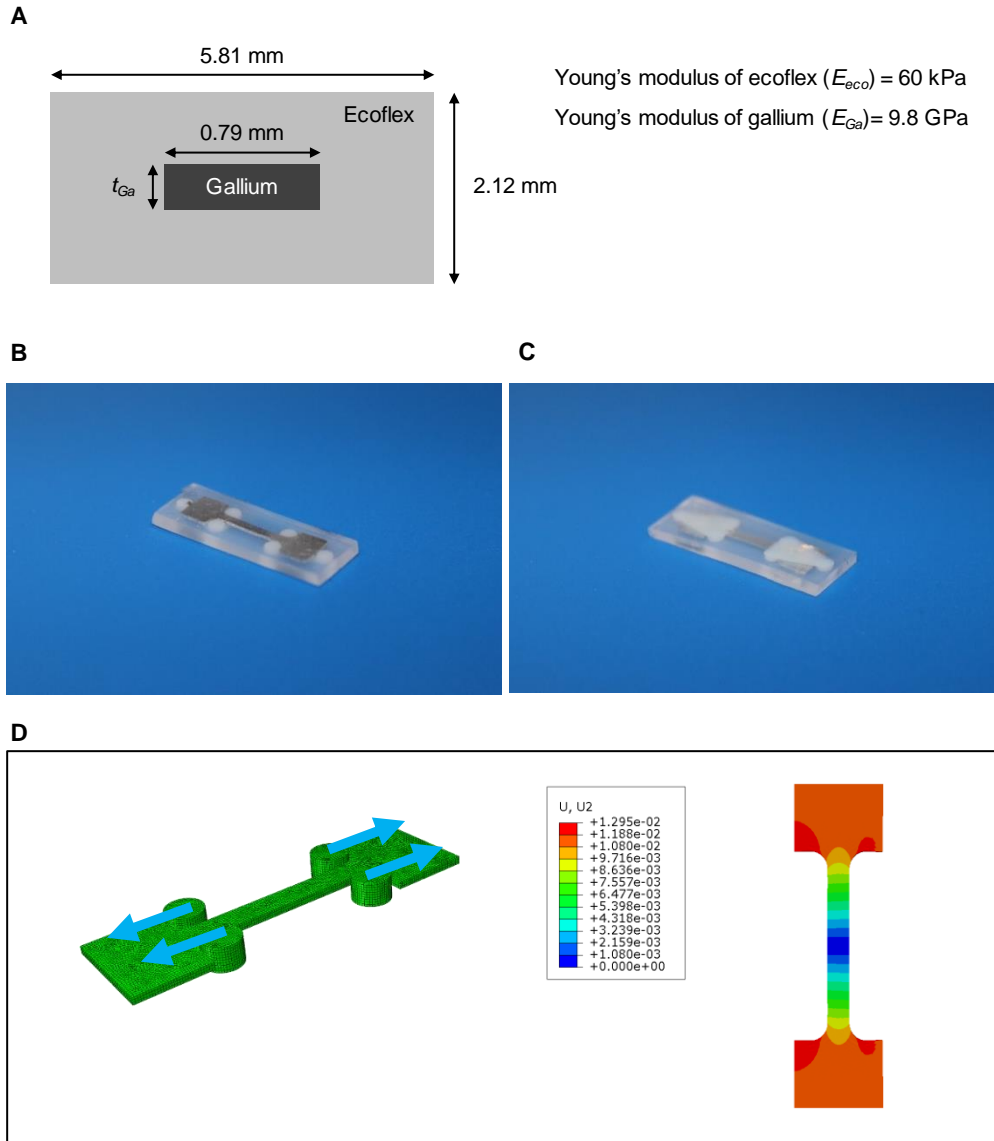 A
5.81 mm
Ecoflex
0.79 mm
t_Ga
Gallium
2.12 mm
Young’s modulus of ecoflex (E_eco) = 60 kPa
Young’s modulus of gallium (E_Ga)= 9.8 GPa
B
C
D
U, U2
+1.295e-02
+1.188e-02
+1.080e-02
+9.716e-03
+8.636e-03
+7.557e-03
+6.477e-03
+5.398e-03
+4.318e-03
+3.239e-03
+2.159e-03
+1.080e-03
+0.000e+00